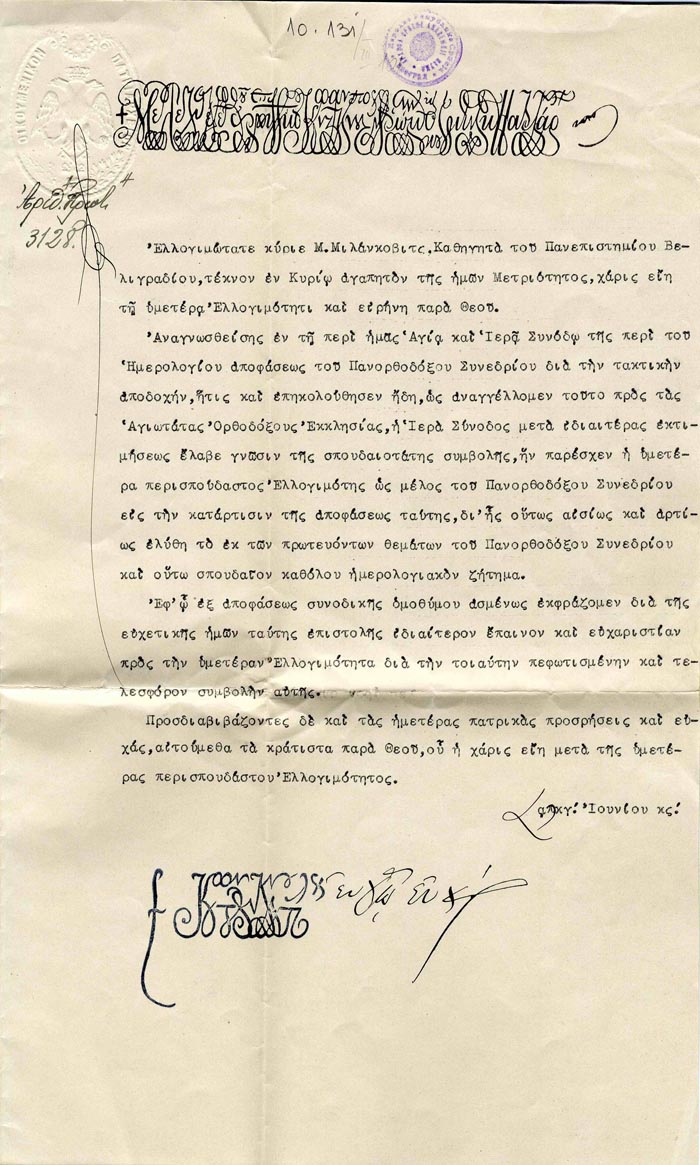 10.131
Ἀριθ. Πρωτ.
3128.
Ἐλλογιμώτατε κύριε Μ.Μιλάνκοβιτς.Καθηγητὰ τοῦ Πανεπιστημίου Βε-
λιγραδίου,τέκνον ἐν Κυρίῳ ἀγαπητὸν τῆς ἡμῶν Μετριότητος,χάρις εἴη
τῇ ὑμετέρᾳ Ἐλλογιμότητι καὶ εἰρήνη παρὰ Θεοῦ.
Ἀναγνωσθείσης ἐν τῇ περὶ ἡμᾶς Ἁγίᾳ καὶ Ἱερᾷ Συνόδῳ τῆς περὶ τοῦ
Ἡμερολογίου ἀποφάσεως τοῦ Πανορθοδόξου Συνεδρίου διὰ τὴν τακτικὴν
ἀποδοχήν,ἥτις καὶ ἐπηκολούθησεν ἤδη,ὡς ἀναγγέλλομεν τοῦτο πρὸς τὰς
Ἁγιωτάτας Ὀρθοδόξους Ἐκκλησίας,ἡ Ἱερὰ Σύνοδος μετὰ ἰδιαιτέρας ἐκτι-
μήσεως ἔλαβε γνῶσιν τῆς σπουδαιοτάτης συμβολῆς,ἣν παρέσχεν ἡ ὑμετέ-
ρα περισπούδαστος Ἐλλογιμότης ὡς μέλος τοῦ Πανορθοδόξου Συνεδρίου
εἰς τὴν κατάρτισιν τῆς ἀποφάσεως ταύτης,δι'ἧς οὕτως αἰσίως καὶ ἀρτί-
ως ἐλύθη τὸ ἐκ τῶν πρωτευόντων θεμάτων τοῦ Πανορθοδόξου Συνεδρίου
καὶ οὕτω σπουδαῖον καθόλου ἡμερολογιακὸν ζήτημα.
Ἐφ'ᾧ ἐξ ἀποφάσεως συνοδικῆς ὁμοθύμου ἀσμένως ἐκφράζομεν διὰ τῆς
εὐχετικῆς ἡμῶν ταύτης ἐπιστολῆς ἰδιαίτερον ἔπαινον καὶ εὐχαριστίαν
πρὸς τὴν ὑμετέραν Ἐλλογιμότητα διὰ τὴν τοιαύτην πεφωτισμένην καὶ τε-
λεσφόρον συμβολὴν αὐτῆς.
Προσδιαβιβάζοντες δὲ καὶ τὰς ἡμετέρας πατρικὰς προσρήσεις καὶ εὐ-
χάς,αἰτούμεθα τὰ κράτιστα παρὰ Θεοῦ,οὗ ἡ χάρις εἴη μετὰ τῆς ὑμετέ-
ρας περισπουδάστου Ἐλλογιμότητος.
͵αϡκγ! Ἰουνίου κς!